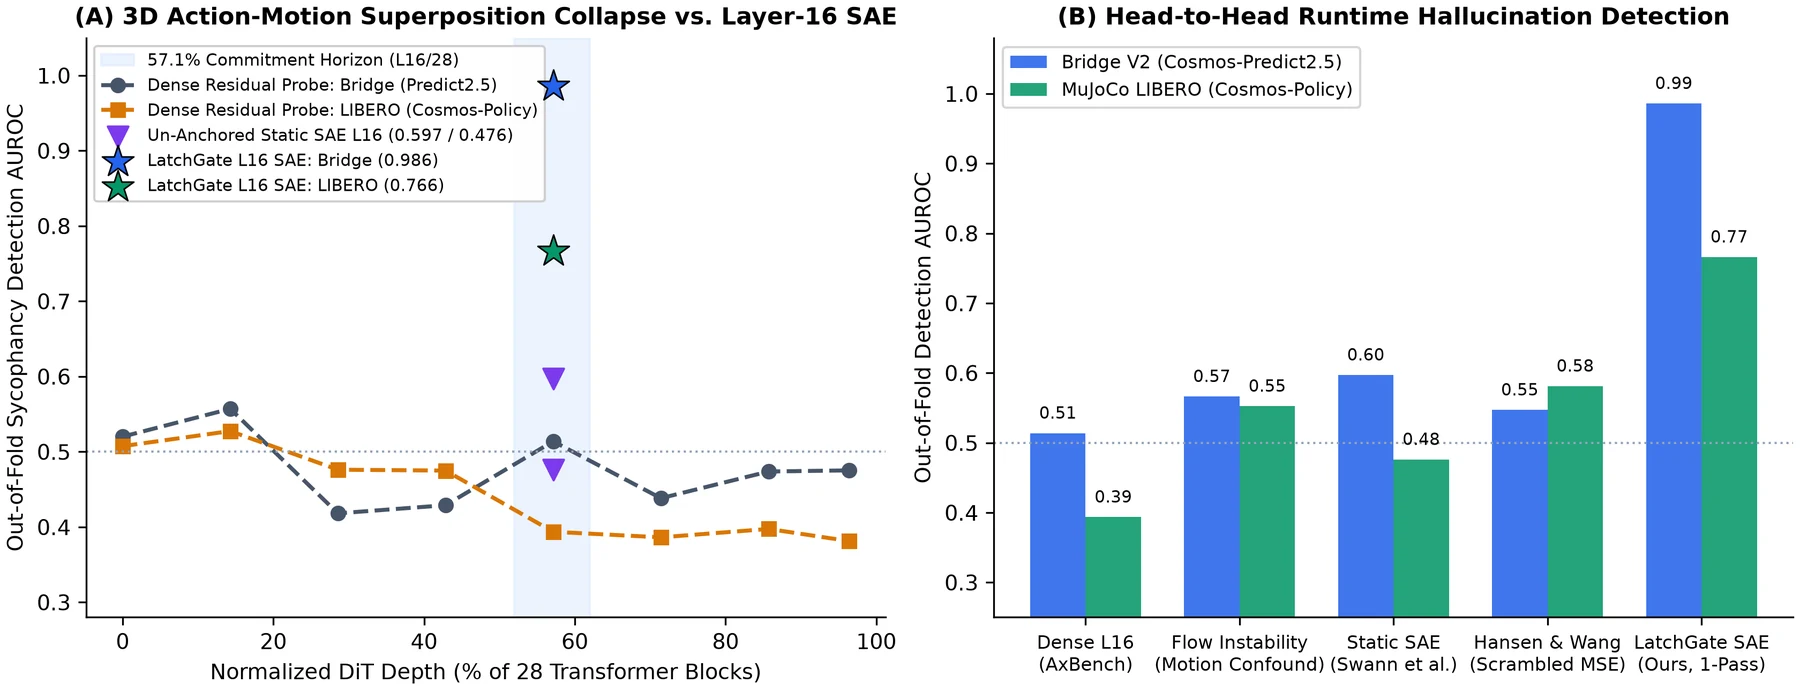 (A) 3D Action-Motion Superposition Collapse vs. Layer-16 SAE
Out-of-Fold Sycophancy Detection AUROC
1.0
0.9
0.8
0.7
0.6
0.5
0.4
0.3
57.1% Commitment Horizon (L16/28)
Dense Residual Probe: Bridge (Predict2.5)
Dense Residual Probe: LIBERO (Cosmos-Policy)
Un-Anchored Static SAE L16 (0.597 / 0.476)
LatchGate L16 SAE: Bridge (0.986)
LatchGate L16 SAE: LIBERO (0.766)
0 20 40 60 80 100
Normalized DiT Depth (% of 28 Transformer Blocks)
(B) Head-to-Head Runtime Hallucination Detection
Out-of-Fold Detection AUROC
1.0
0.9
0.8
0.7
0.6
0.5
0.4
0.3
Bridge V2 (Cosmos-Predict2.5)
MuJoCo LIBERO (Cosmos-Policy)
0.51
0.39
0.57
0.55
0.60
0.48
0.55
0.58
0.99
0.77
Dense L16
(AxBench)
Flow Instability
(Motion Confound)
Static SAE
(Swann et al.)
Hansen & Wang
(Scrambled MSE)
LatchGate SAE
(Ours, 1-Pass)